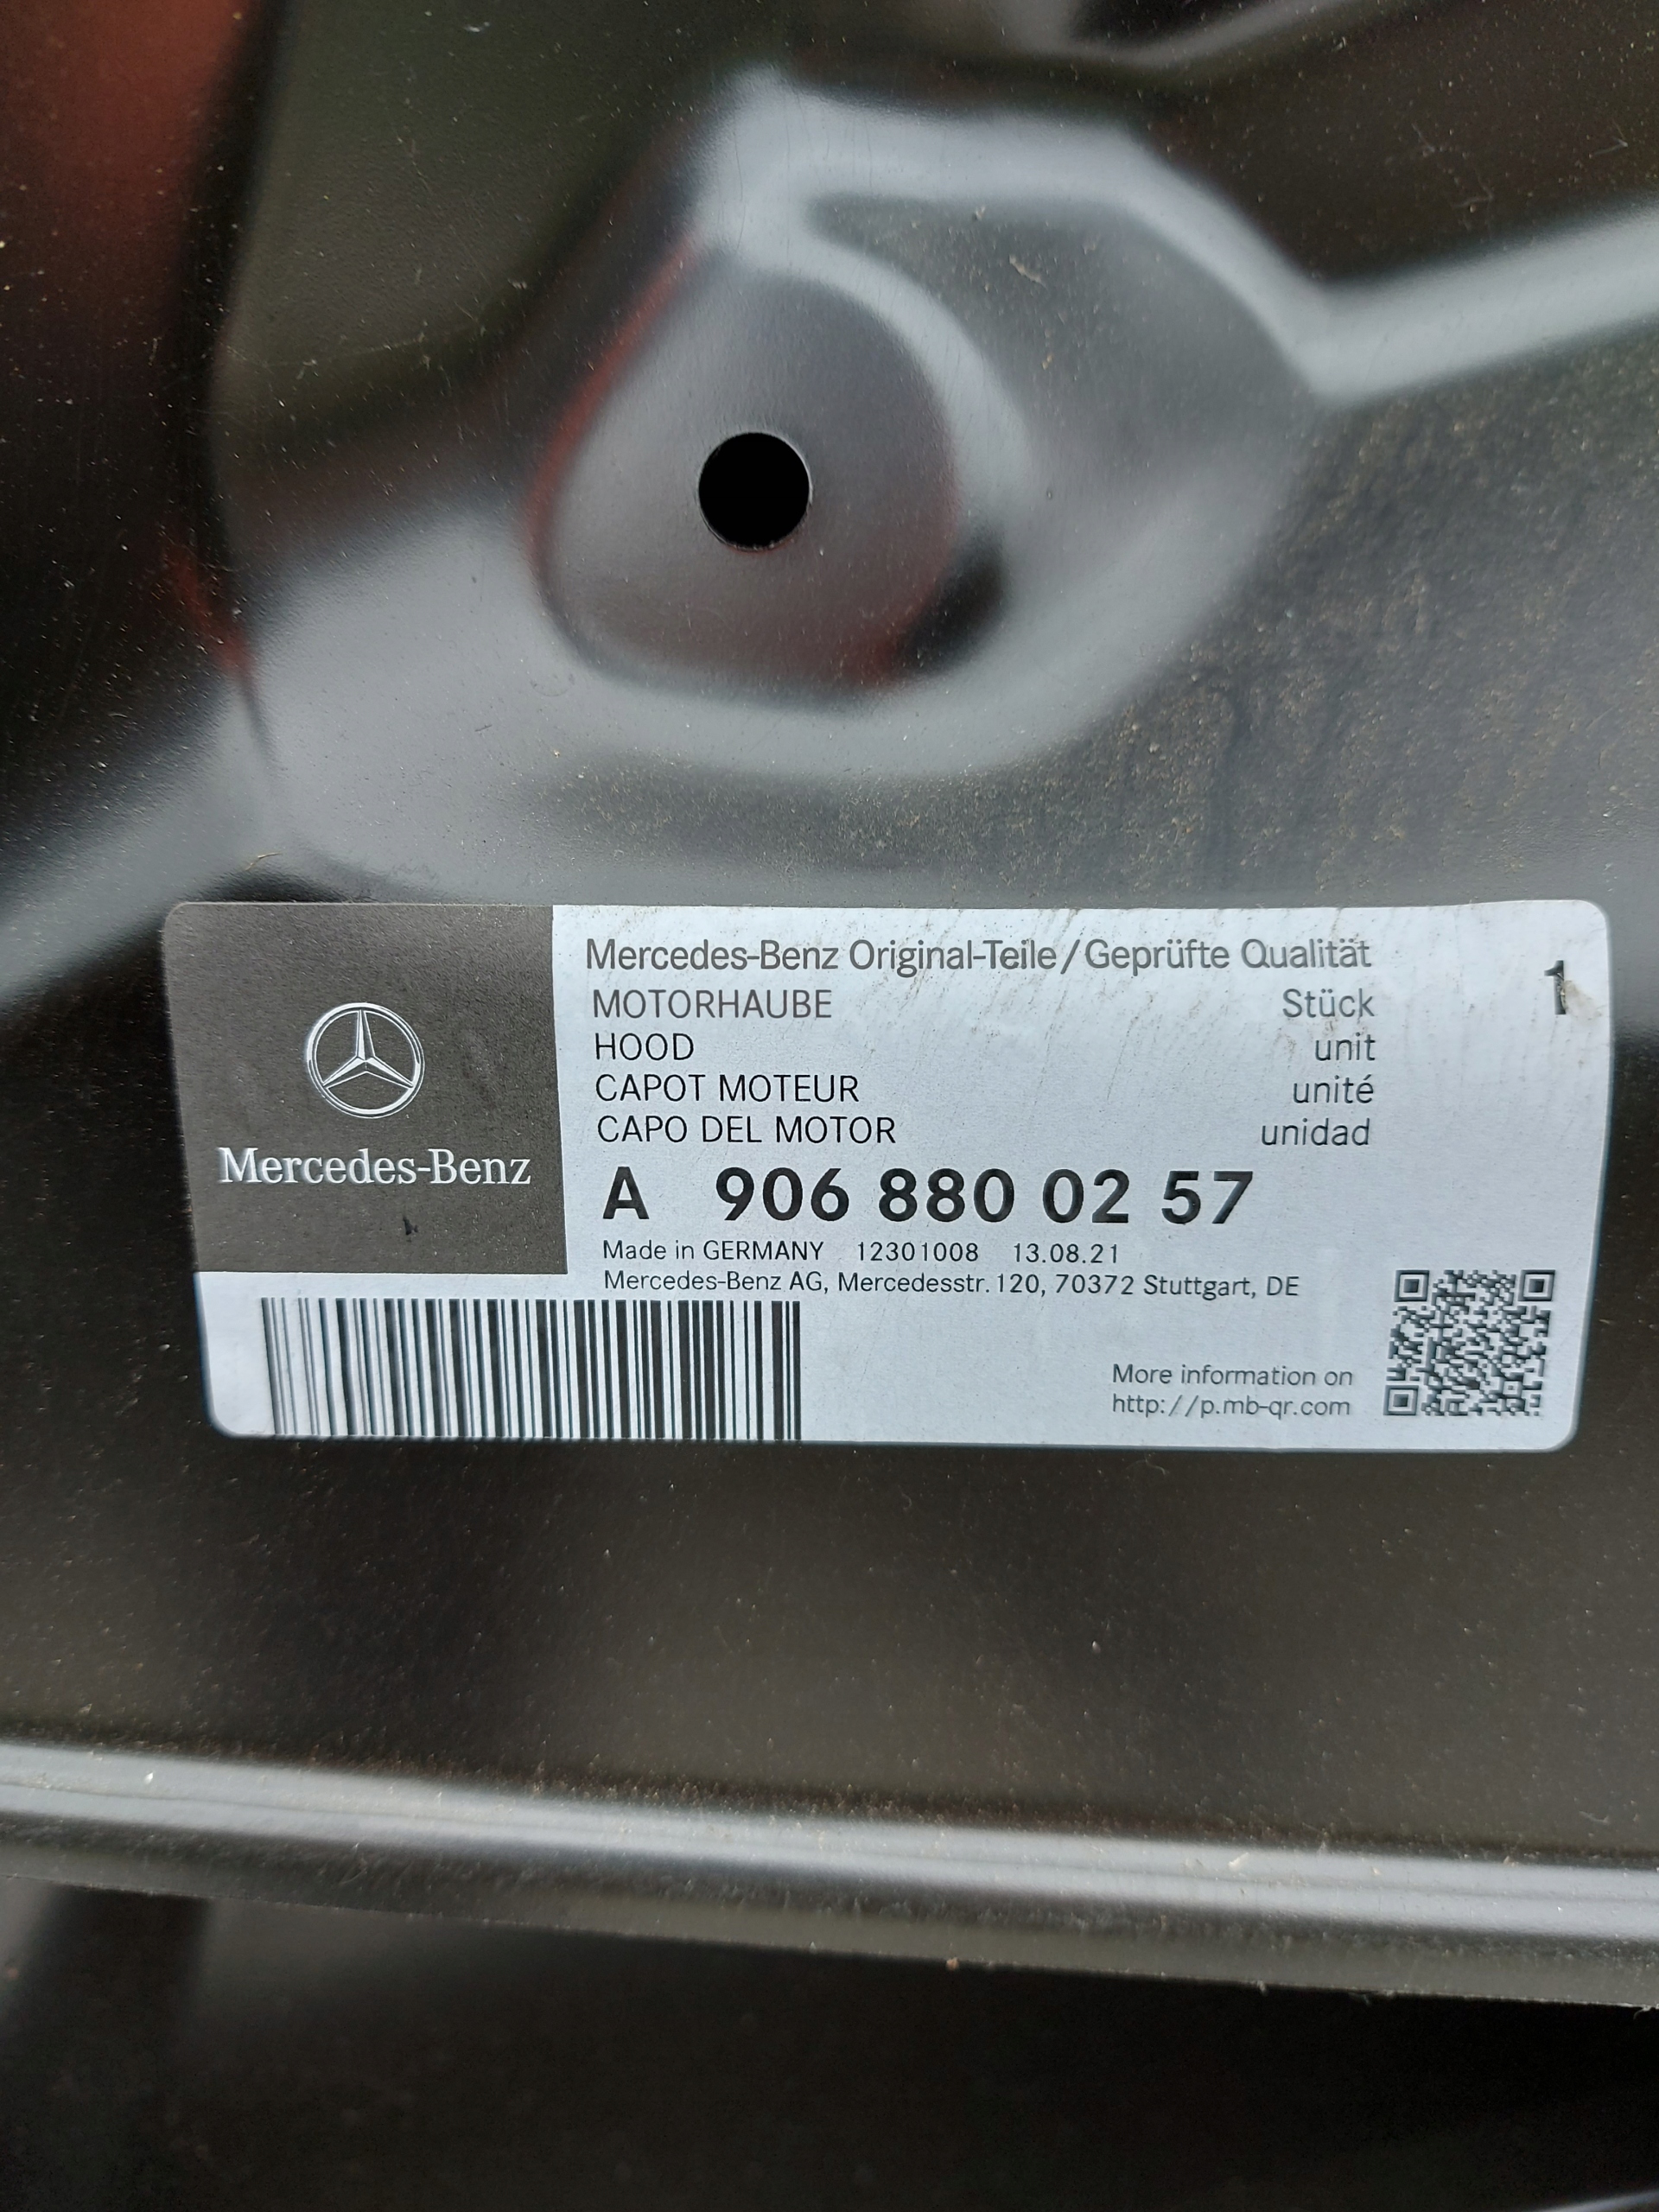 Mercedes-Benz
Mercedes-Benz Original-Teile/Geprüfte Qualität
MOTORHAUBE Stück 1
HOOD unit
CAPOT MOTEUR unité
CAPO DEL MOTOR unidad
A 906 880 02 57
Made in GERMANY 12301008 13.08.21
Mercedes-Benz AG, Mercedesstr. 120, 70372 Stuttgart, DE
More information on
http://p.mb-qr.com